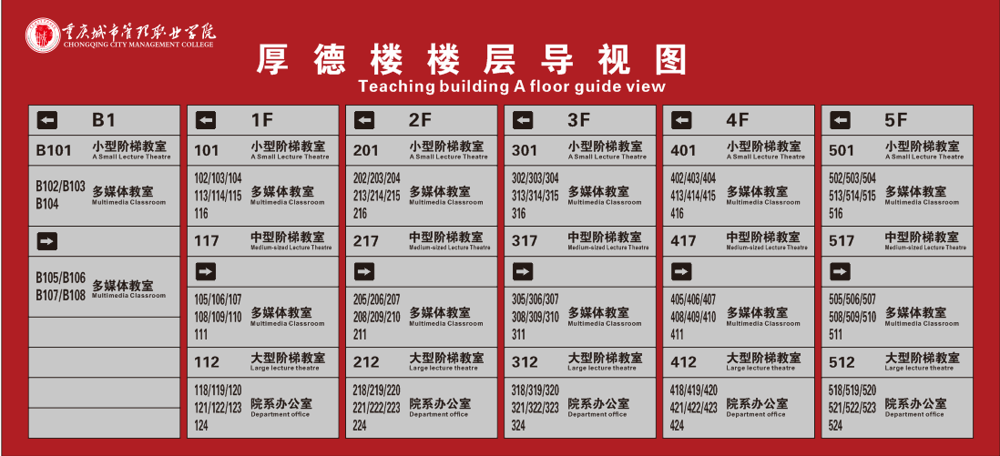 重庆城市管理职业学院
CHONGQING CITY MANAGEMENT COLLEGE
厚德楼楼层导视图
Teaching building A floor guide view
B1
B101 小型阶梯教室
A Small Lecture Theatre
B102/B103
B104
多媒体教室
Multimedia Classroom
B105/B106
B107/B108
多媒体教室
Multimedia Classroom
1F
101 小型阶梯教室
A Small Lecture Theatre
102/103/104
113/114/115
116
多媒体教室
Multimedia Classroom
117 中型阶梯教室
Medium-sized Lecture Theatre
105/106/107
108/109/110
111
多媒体教室
Multimedia Classroom
112 大型阶梯教室
Large lecture theatre
118/119/120
121/122/123
124
院系办公室
Department office
2F
201 小型阶梯教室
A Small Lecture Theatre
202/203/204
213/214/215
216
多媒体教室
Multimedia Classroom
217 中型阶梯教室
Medium-sized Lecture Theatre
205/206/207
208/209/210
211
多媒体教室
Multimedia Classroom
212 大型阶梯教室
Large lecture theatre
218/219/220
221/222/223
224
院系办公室
Department office
3F
301 小型阶梯教室
A Small Lecture Theatre
302/303/304
313/314/315
316
多媒体教室
Multimedia Classroom
317 中型阶梯教室
Medium-sized Lecture Theatre
305/306/307
308/309/310
311
多媒体教室
Multimedia Classroom
312 大型阶梯教室
Large lecture theatre
318/319/320
321/322/323
324
院系办公室
Department office
4F
401 小型阶梯教室
A Small Lecture Theatre
402/403/404
413/414/415
416
多媒体教室
Multimedia Classroom
417 中型阶梯教室
Medium-sized Lecture Theatre
405/406/407
408/409/410
411
多媒体教室
Multimedia Classroom
412 大型阶梯教室
Large lecture theatre
418/419/420
421/422/423
424
院系办公室
Department office
5F
501 小型阶梯教室
A Small Lecture Theatre
502/503/504
513/514/515
516
多媒体教室
Multimedia Classroom
517 中型阶梯教室
Medium-sized Lecture Theatre
505/506/507
508/509/510
511
多媒体教室
Multimedia Classroom
512 大型阶梯教室
Large lecture theatre
518/519/520
521/522/523
524
院系办公室
Department office